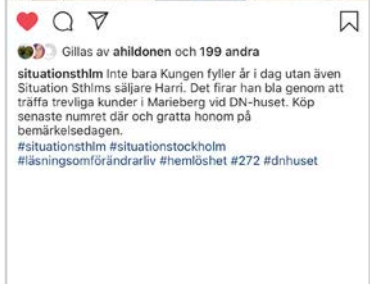 Gillas av ahildonen och 199 andra
situationsthlm Inte bara Kungen fyller år i dag utan även
Situation Sthlms säljare Harri. Det firar han bla genom att
träffa trevliga kunder i Marieberg vid DN-huset. Köp
senaste numret där och gratta honom på
bemärkelsedagen.
#situationsthlm #situationstockholm
#läsningsomförändrarliv #hemlöshet #272 #dnhuset